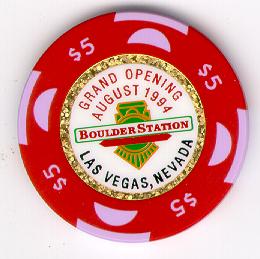 $5
$5
GRAND OPENING
AUGUST 1994
BOULDER STATION
LAS VEGAS, NEVADA
$5
$5